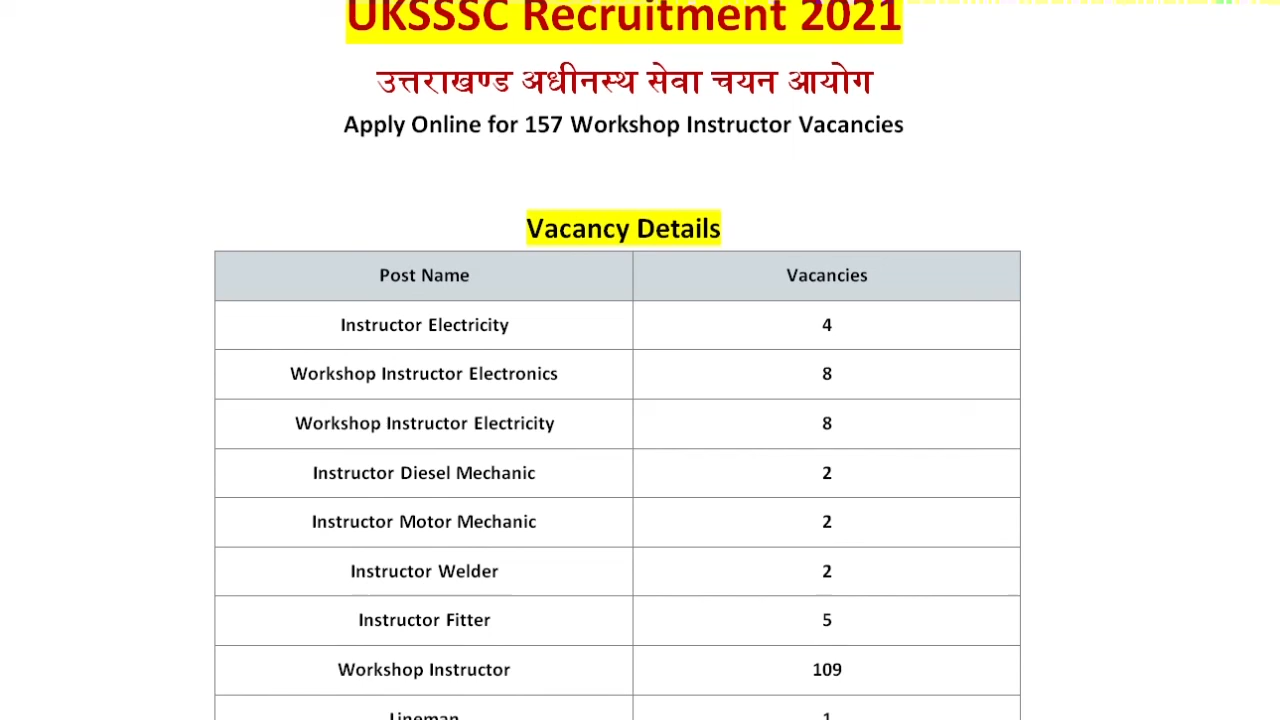 UKSSSC Recruitment 2021
उत्तराखण्ड अधीनस्थ सेवा चयन आयोग
Apply Online for 157 Workshop Instructor Vacancies
Vacancy Details
Post Name Vacancies
Instructor Electricity 4
Workshop Instructor Electronics 8
Workshop Instructor Electricity 8
Instructor Diesel Mechanic 2
Instructor Motor Mechanic 2
Instructor Welder 2
Instructor Fitter 5
Workshop Instructor 109
Lineman 1